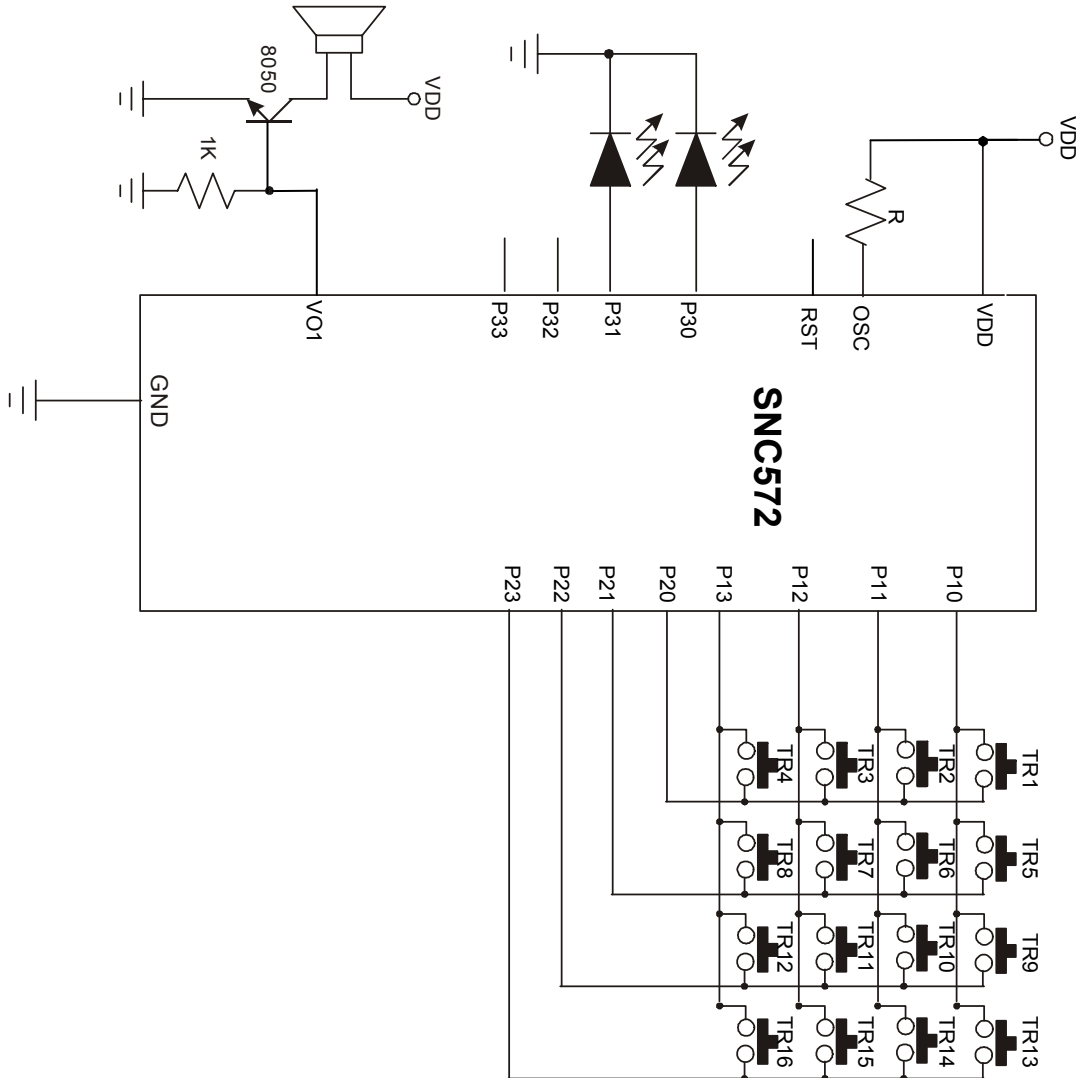 VDD
R
VDD
OSC
RST
P30
P31
P32
P33
VDD
8050
1K
VO1
GND
SNC572
P10
P11
P12
P13
P20
P21
P22
P23
TR1
TR2
TR3
TR4
TR5
TR6
TR7
TR8
TR9
TR10
TR11
TR12
TR13
TR14
TR15
TR16